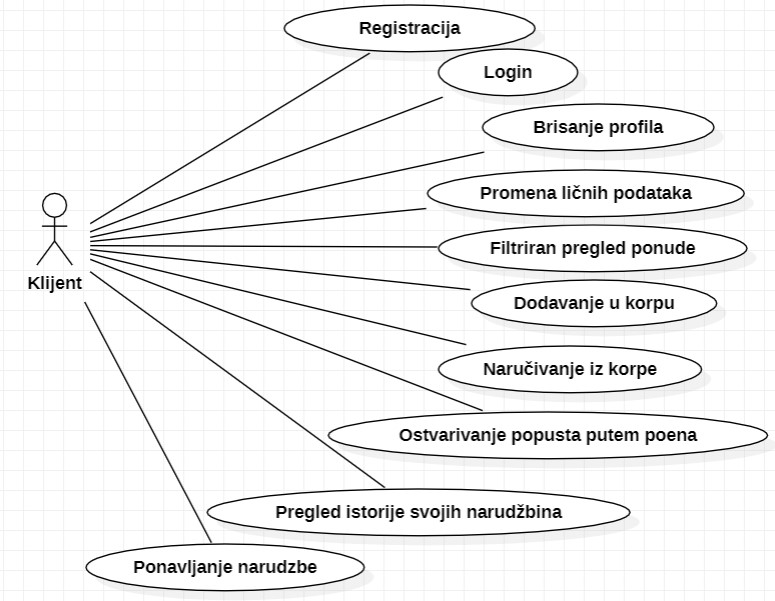 Registracija
Login
Brisanje profila
Promena ličnih podataka
Klijent
Filtriran pregled ponude
Dodavanje u korpu
Naručivanje iz korpe
Ostvarivanje popusta putem poena
Pregled istorije svojih narudžbina
Ponavljanje narudzbe